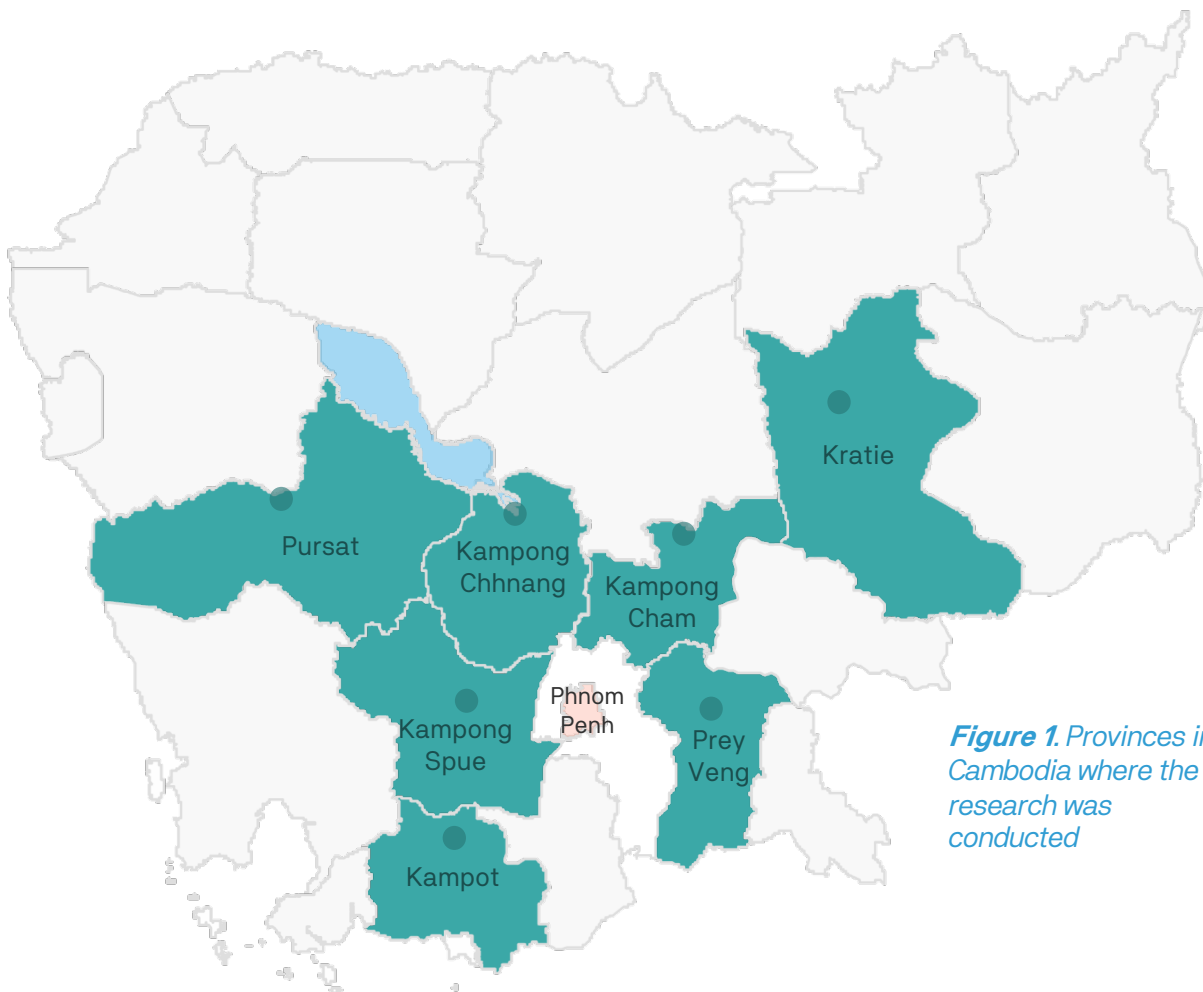 Kratie
Pursat
Kampong
Chhnang
Kampong
Cham
Phnom
Penh
Kampong
Spue
Prey
Veng
Kampot
Figure 1. Provinces in
Cambodia where the
research was
conducted